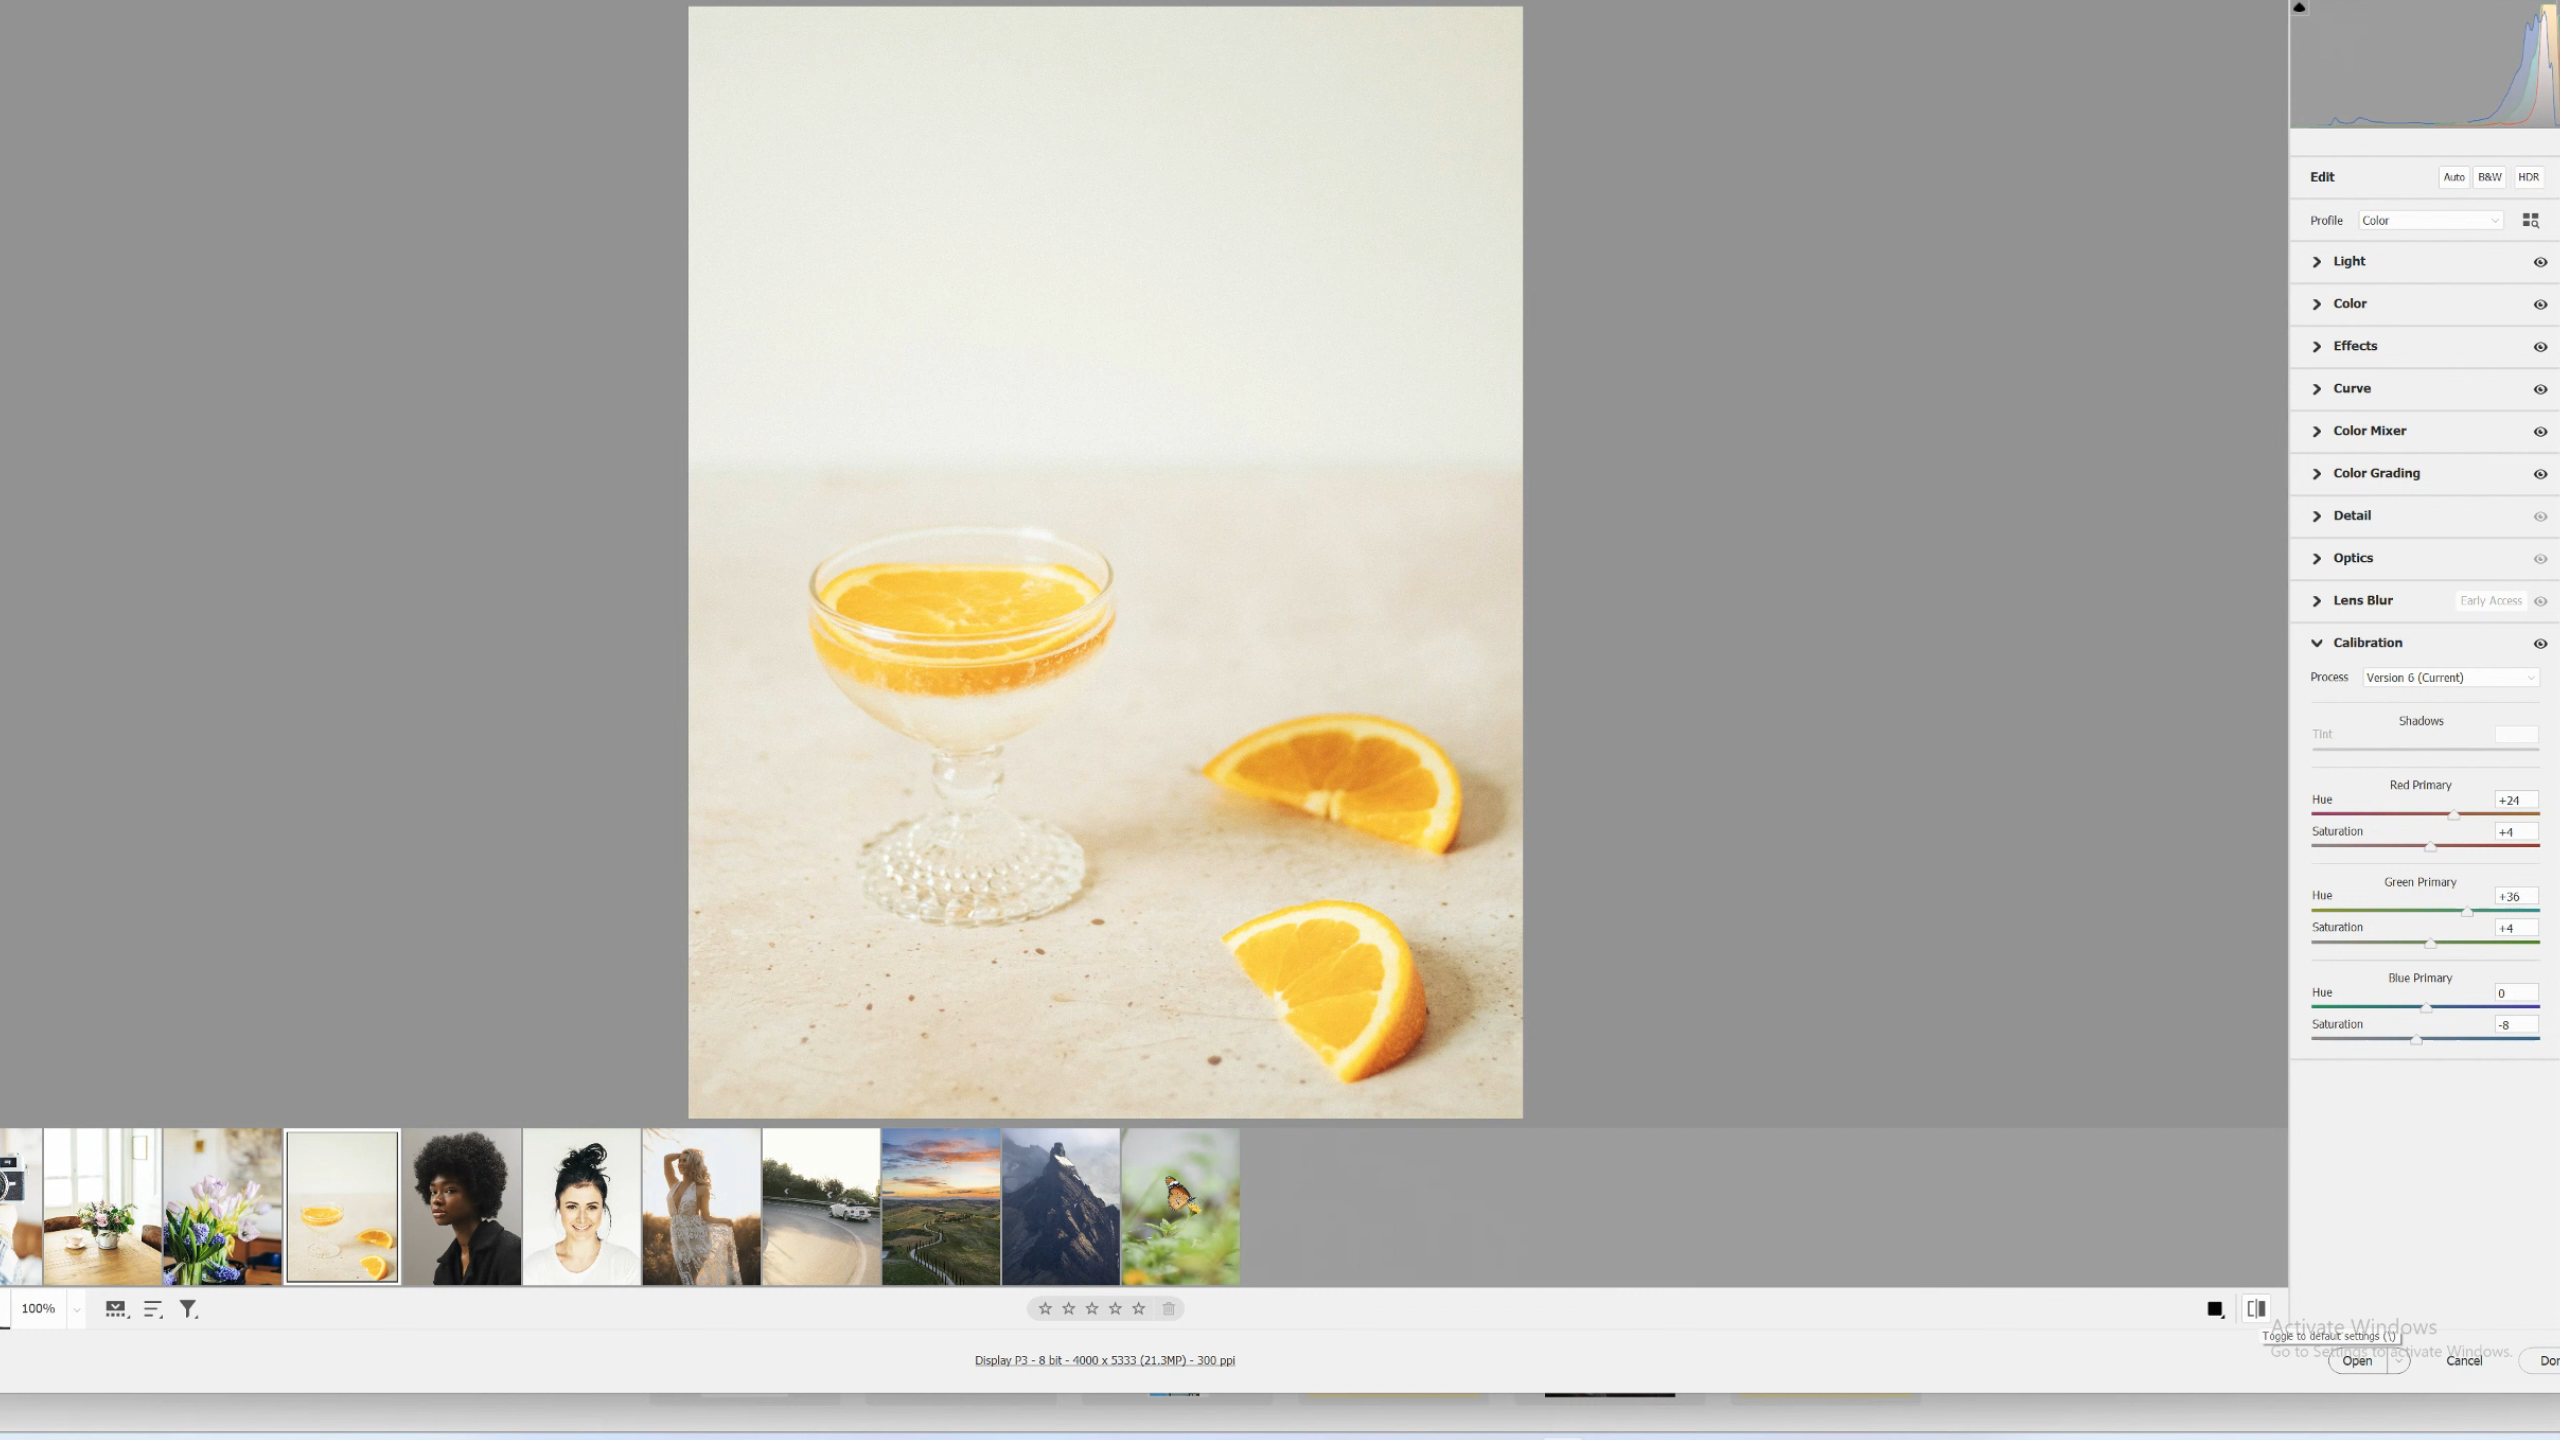 Edit Auto B&W HDR
Profile Color
Light
Color
Effects
Curve
Color Mixer
Color Grading
Detail
Optics
Lens Blur Early Access
Calibration
Process Version 6 (Current)
Shadows
Tint
Red Primary
Hue +24
Saturation +4
Green Primary
Hue +36
Saturation +4
Blue Primary
Hue 0
Saturation -8
100%
Activate Windows
Toggle to default settings (\)
Go to Settings to activate Windows.
Display P3 - 8 bit - 4000 x 5333 (21.3MP) - 300 ppi
Open Cancel Don